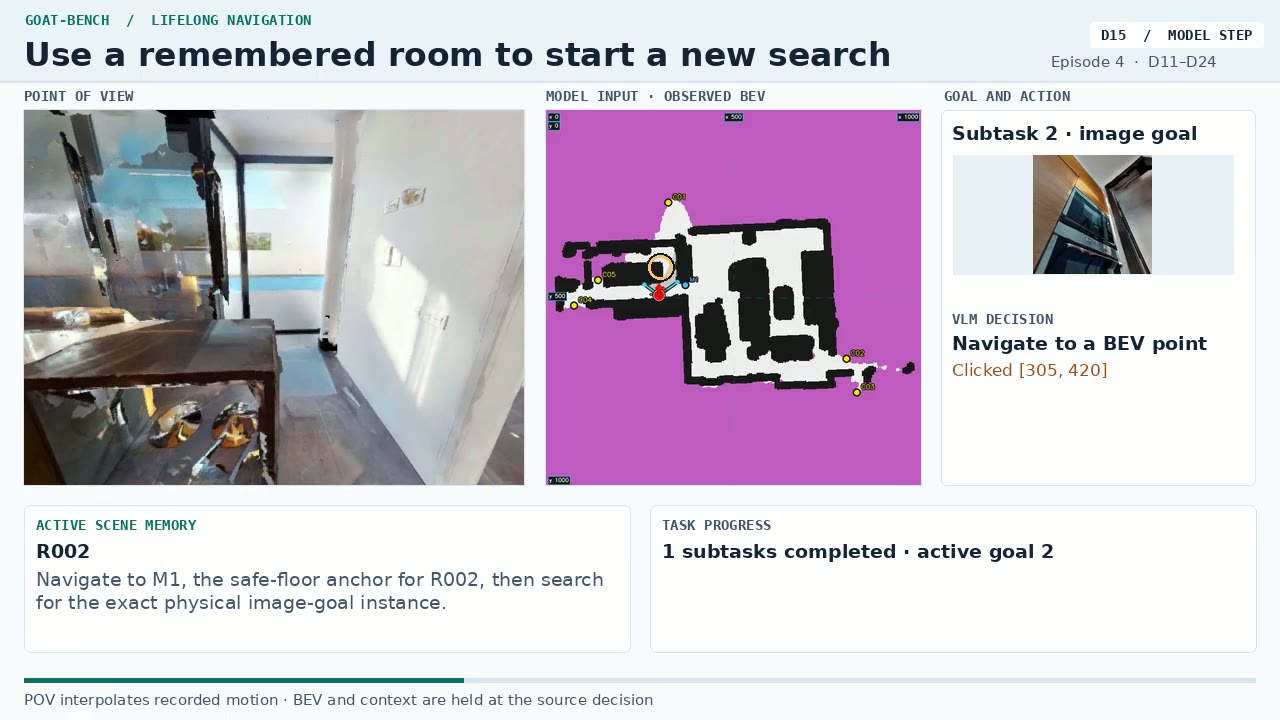 GOAT-BENCH / LIFELONG NAVIGATION
Use a remembered room to start a new search
D15 / MODEL STEP
Episode 4 · D11–D24
POINT OF VIEW
MODEL INPUT · OBSERVED BEV
GOAL AND ACTION
x 0
y 0
x 500
x 1000
C01
C05
C04
y 500
C02
C03
y 1000
Subtask 2 · image goal
VLM DECISION
Navigate to a BEV point
Clicked [305, 420]
ACTIVE SCENE MEMORY
R002
Navigate to M1, the safe-floor anchor for R002, then search
for the exact physical image-goal instance.
TASK PROGRESS
1 subtasks completed · active goal 2
POV interpolates recorded motion · BEV and context are held at the source decision